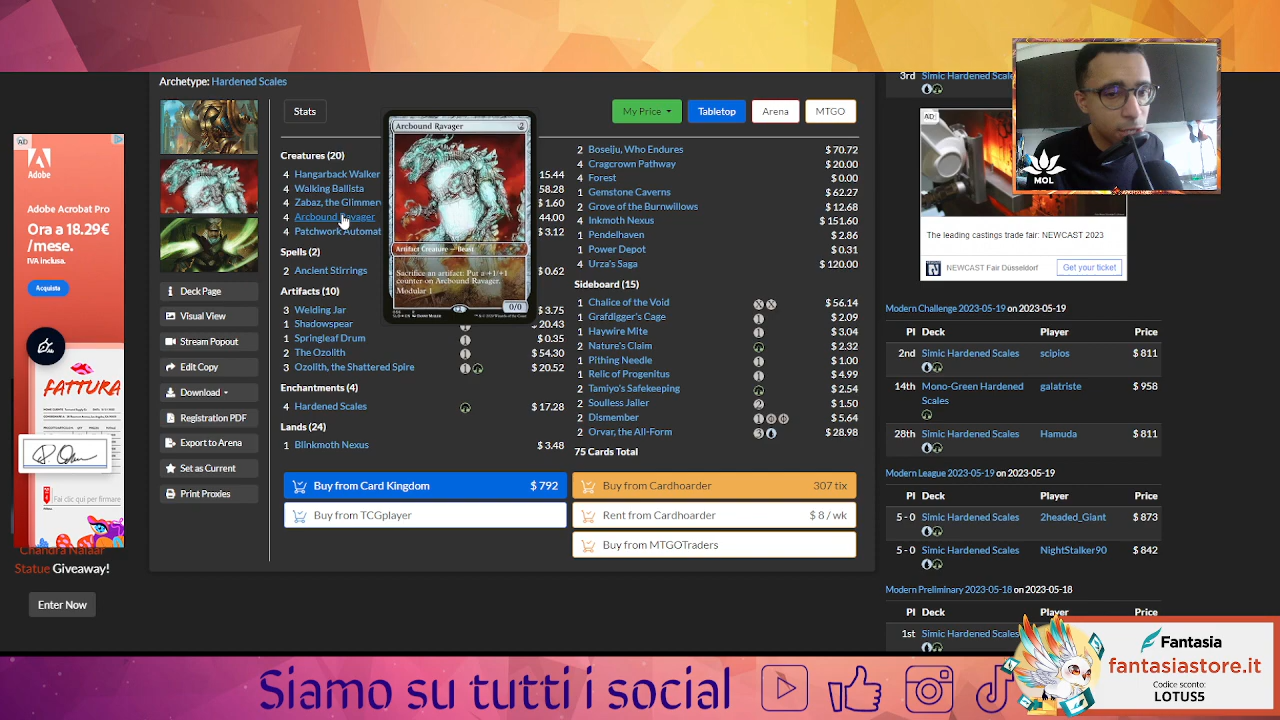 Archetype: Hardened Scales
Stats
My Price
Tabletop
Arena
MTGO
Creatures (20)
4 Hangarback Walker 15.44
4 Walking Ballista 58.28
4 Zabaz, the Glimmer 1.60
4 Arcbound Ravager 44.00
4 Patchwork Automat $ 3.12
Spells (2)
2 Ancient Stirrings $ 0.62
Artifacts (10)
3 Welding Jar $ 3.75
1 Shadowspear $ 20.43
1 Springleaf Drum $ 0.35
2 The Ozolith $ 54.30
3 Ozolith, the Shattered Spire $ 20.52
Enchantments (4)
4 Hardened Scales
Lands (24)
1 Blinkmoth Nexus
Arcbound Ravager 2
Artifact Creature — Beast
Sacrifice an artifact: Put a +1/+1
counter on Arcbound Ravager.
Modular 1
0/0
2 Boseiju, Who Endures $ 70.72
4 Cragcrown Pathway $ 20.00
4 Forest $ 0.00
1 Gemstone Caverns $ 62.27
1 Grove of the Burnwillows $ 12.68
4 Inkmoth Nexus $ 151.96
1 Pendelhaven $ 2.86
1 Power Depot
4 Urza's Saga $ 120.00
Sideboard (15)
1 Chalice of the Void X X $ 56.14
1 Grafdigger's Cage 1
1 Haywire Mite 1 $ 3.04
2 Nature's Claim $ 2.32
1 Pithing Needle 1 $ 1.00
1 Relic of Progenitus 1 $ 4.99
1 Tamiyo's Safekeeping $ 2.54
2 Soulless Jailer 2 $ 1.50
2 Dismember
2 Orvar, the All-Form 3 $ 28.98
75 Cards Total
Deck Page
Visual View
Stream Popout
Edit Copy
Download
Registration PDF
Export to Arena
Set as Current
Print Proxies
Buy from Card Kingdom $ 792
Buy from TCGplayer
Buy from Cardhoarder 307 tix
Rent from Cardhoarder $ 8 / wk
Buy from MTGOTraders
AD
Adobe
Adobe Acrobat Pro
Ora a 18.29€
/mese.
IVA inclusa.
Acquista
FATTURA
Fai clic qui per firmare
Chandra Nalaar
Statue Giveaway!
Enter Now
3rd Simic Hardened Scales
MOL
AD
The leading castings trade fair: NEWCAST 2023
NEWCAST Fair Düsseldorf
Get your ticket
Modern Challenge 2023-05-19 on 2023-05-19
Pl Deck Player Price
2nd Simic Hardened Scales scipios $ 811
14th Mono-Green Hardened galatriste $ 958
Scales
Simic Hardened Scales Hamuda $ 811
Modern League 2023-05-19 on 2023-05-19
Pl Deck Player Price
5 - 0 Simic Hardened Scales 2headed_Giant $ 873
5 - 0 Simic Hardened Scales NightStalker90 $ 842
Modern Preliminary 2023-05-18 on 2023-05-18
Pl Deck Player Price
1st Simic Hardened Scales
Siamo su tutti i social
Fantasia
fantasiastore.it
Codice sconto:
LOTUS5